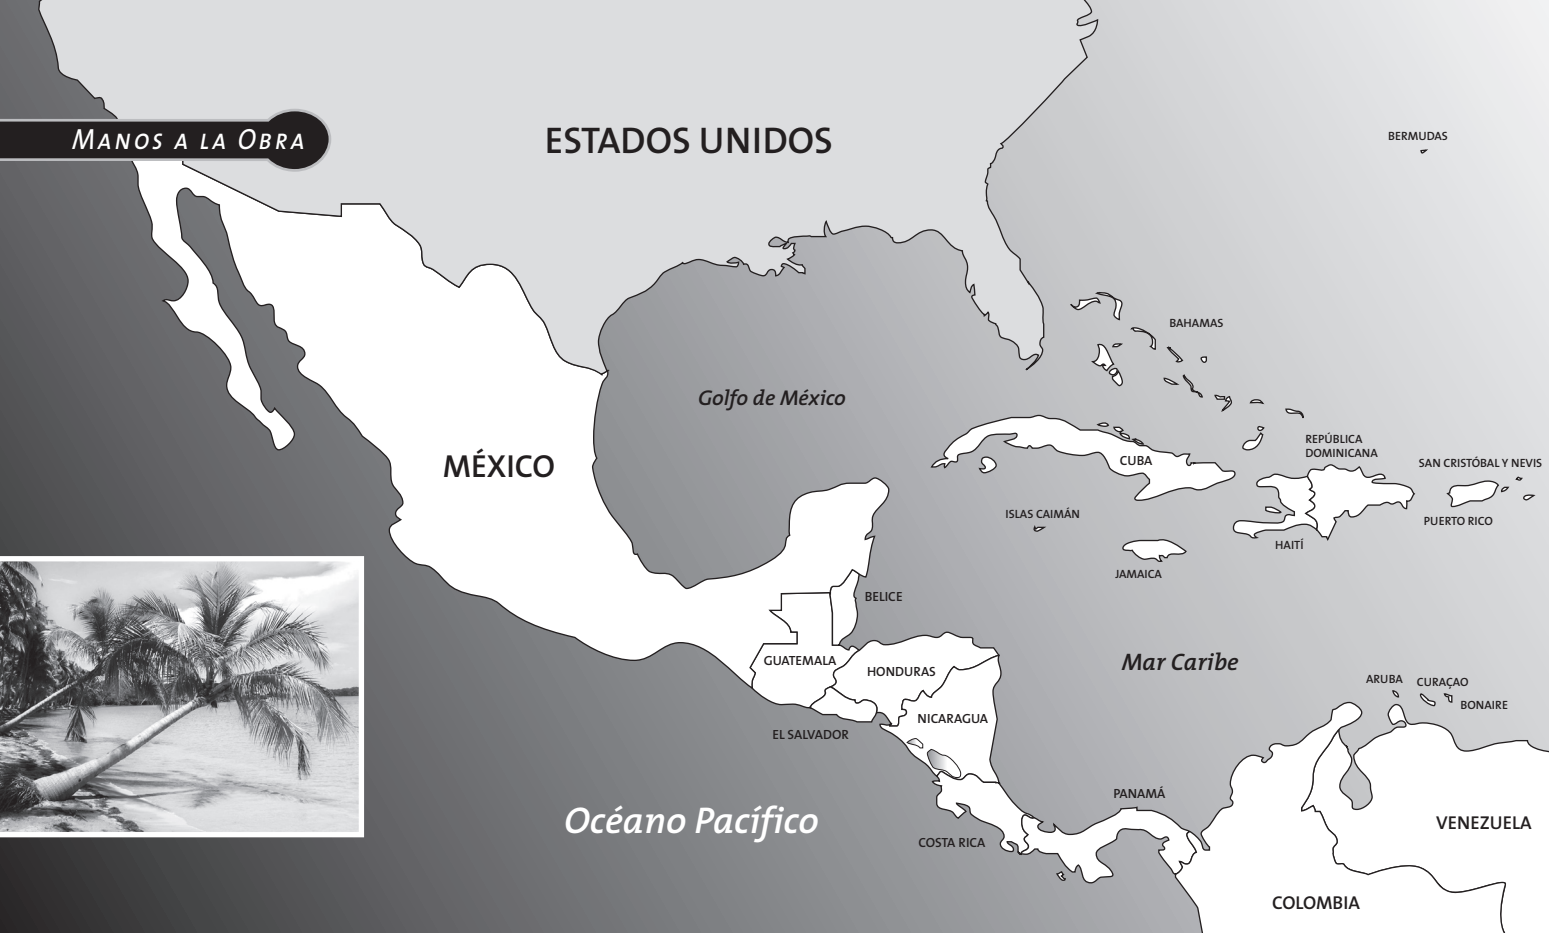 MANOS A LA OBRA
ESTADOS UNIDOS
BERMUDAS
BAHAMAS
Golfo de México
MÉXICO
CUBA
REPÚBLICA
DOMINICANA
SAN CRISTÓBAL Y NEVIS
ISLAS CAIMÁN
PUERTO RICO
HAITÍ
JAMAICA
BELICE
GUATEMALA
HONDURAS
Mar Caribe
ARUBA
CURAÇAO
BONAIRE
NICARAGUA
EL SALVADOR
PANAMÁ
Océano Pacífico
VENEZUELA
COSTA RICA
COLOMBIA